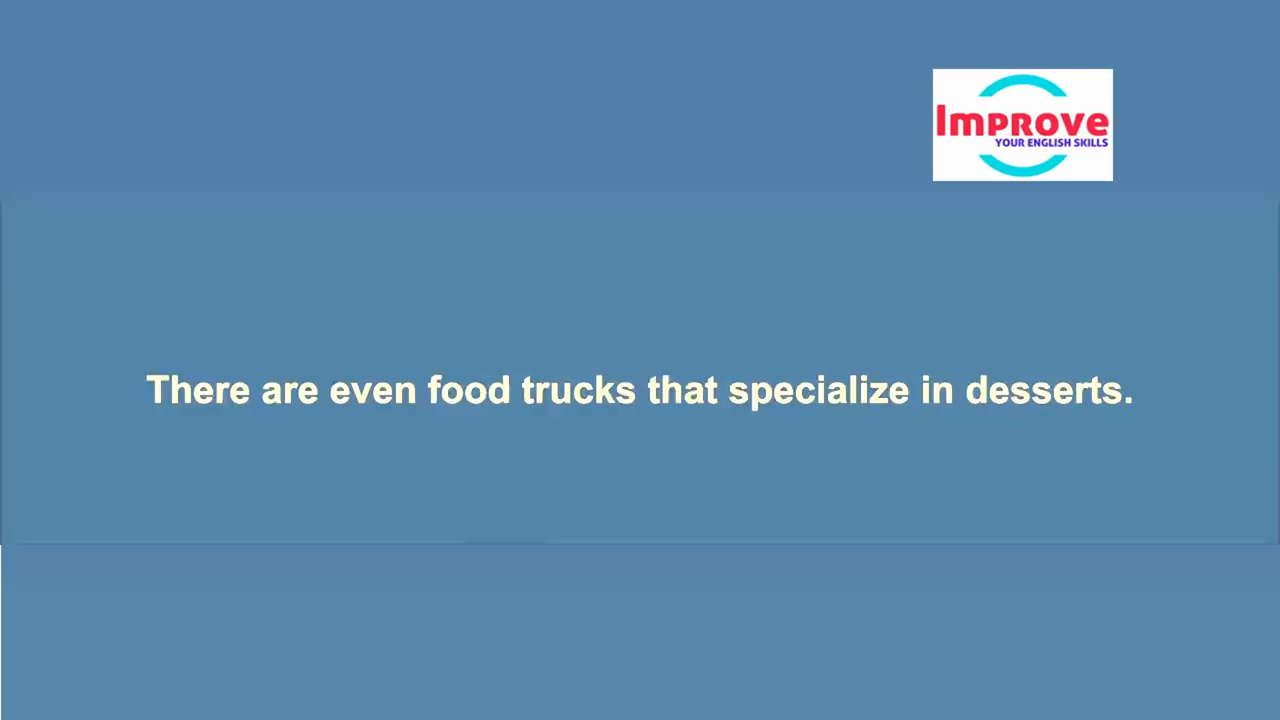 Improve
YOUR ENGLISH SKILLS
There are even food trucks that specialize in desserts.